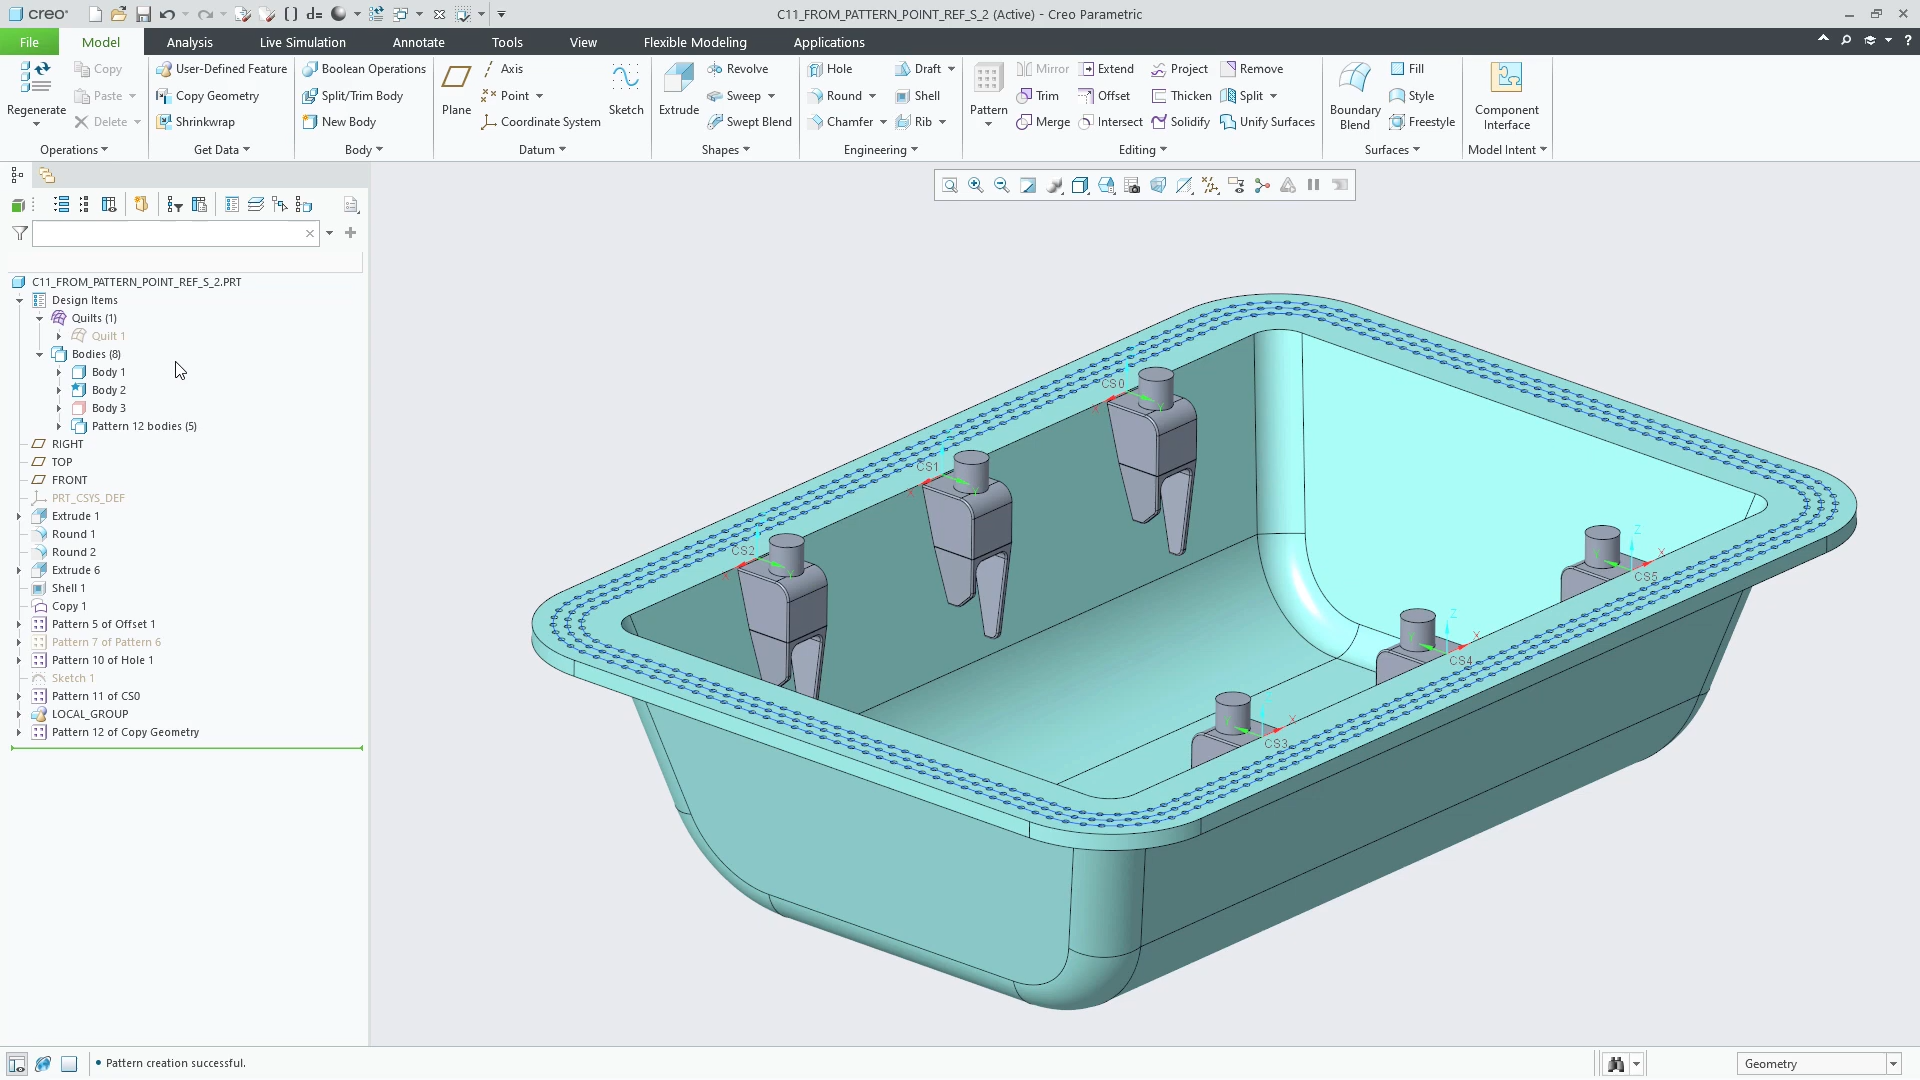 creo
d=
C11_FROM_PATTERN_POINT_REF_S_2 (Active) - Creo Parametric
File Model Analysis Live Simulation Annotate Tools View Flexible Modeling Applications
?
Regenerate
Copy
Paste
Delete
Operations
User-Defined Feature
Copy Geometry
Shrinkwrap
Get Data
Boolean Operations
Split/Trim Body
New Body
Body
Plane
Axis
Point
Coordinate System
Sketch
Datum
Extrude
Revolve
Sweep
Swept Blend
Shapes
Hole
Draft
Round
Shell
Chamfer
Rib
Engineering
Pattern
Mirror
Extend
Project
Remove
Trim
Offset
Thicken
Split
Merge
Intersect
Solidify
Unify Surfaces
Editing
Boundary
Blend
Fill
Style
Freestyle
Surfaces
Component
Interface
Model Intent
C11_FROM_PATTERN_POINT_REF_S_2.PRT
Design Items
Quilts (1)
Quilt 1
Bodies (8)
Body 1
Body 2
Body 3
Pattern 12 bodies (5)
RIGHT
TOP
FRONT
PRT_CSYS_DEF
Extrude 1
Round 1
Round 2
Extrude 6
Shell 1
Copy 1
Pattern 5 of Offset 1
Pattern 7 of Pattern 6
Pattern 10 of Hole 1
Sketch 1
Pattern 11 of CS0
LOCAL_GROUP
Pattern 12 of Copy Geometry
CS0
X
Y
CS1
X
Y
CS2
X
Y
Z
X
Y
CS5
Z
X
Y
CS4
X
Y
CS3
Pattern creation successful.
Geometry